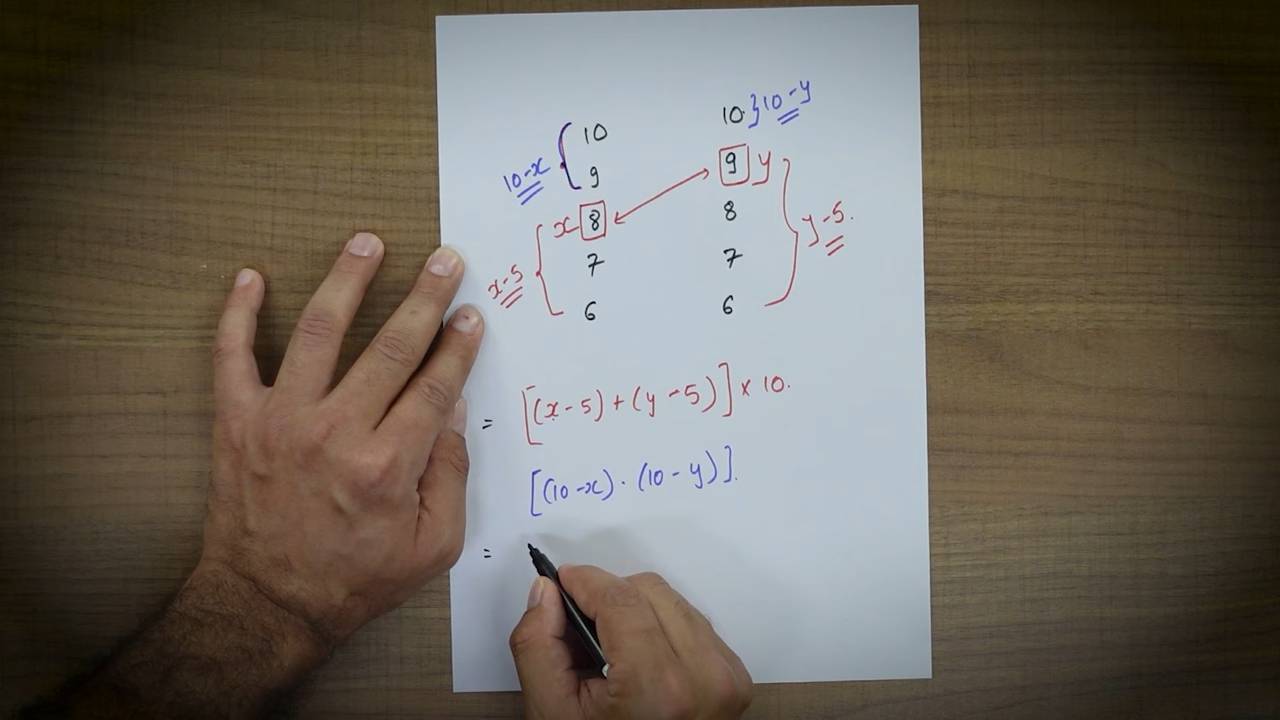 10 } 10-y
10-x { 10
9
9 y
x 8
8
y-5.
x-5
7
7
6
6
= [(x-5)+(y-5)] x 10.
[(10-x)·(10-y)].
=